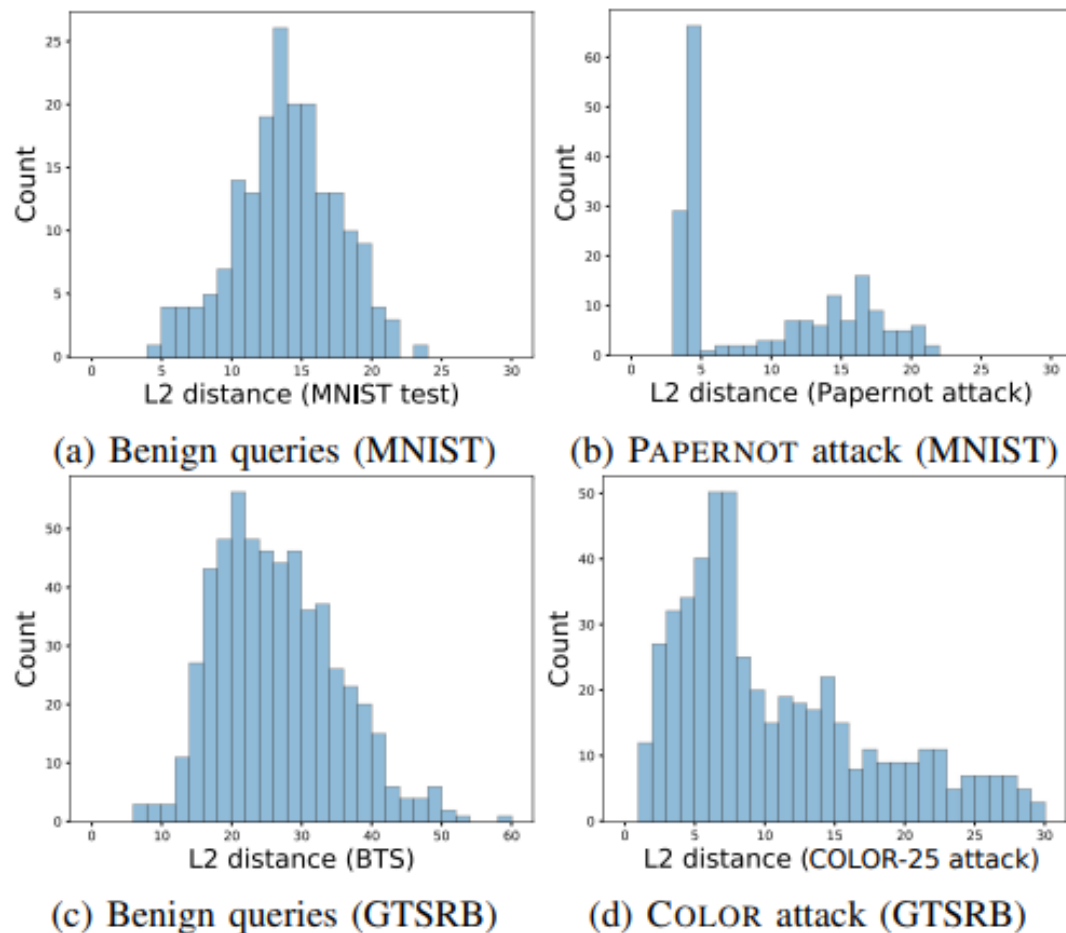 25
20
15
10
5
0
Count
0 5 10 15 20 25 30
L2 distance (MNIST test)
(a) Benign queries (MNIST)
60
50
40
30
20
10
0
Count
0 5 10 15 20 25 30
L2 distance (Papernot attack)
(b) PAPERNOT attack (MNIST)
50
40
30
20
10
0
Count
0 10 20 30 40 50 60
L2 distance (BTS)
(c) Benign queries (GTSRB)
50
40
30
20
10
0
Count
0 5 10 15 20 25 30
L2 distance (COLOR-25 attack)
(d) COLOR attack (GTSRB)